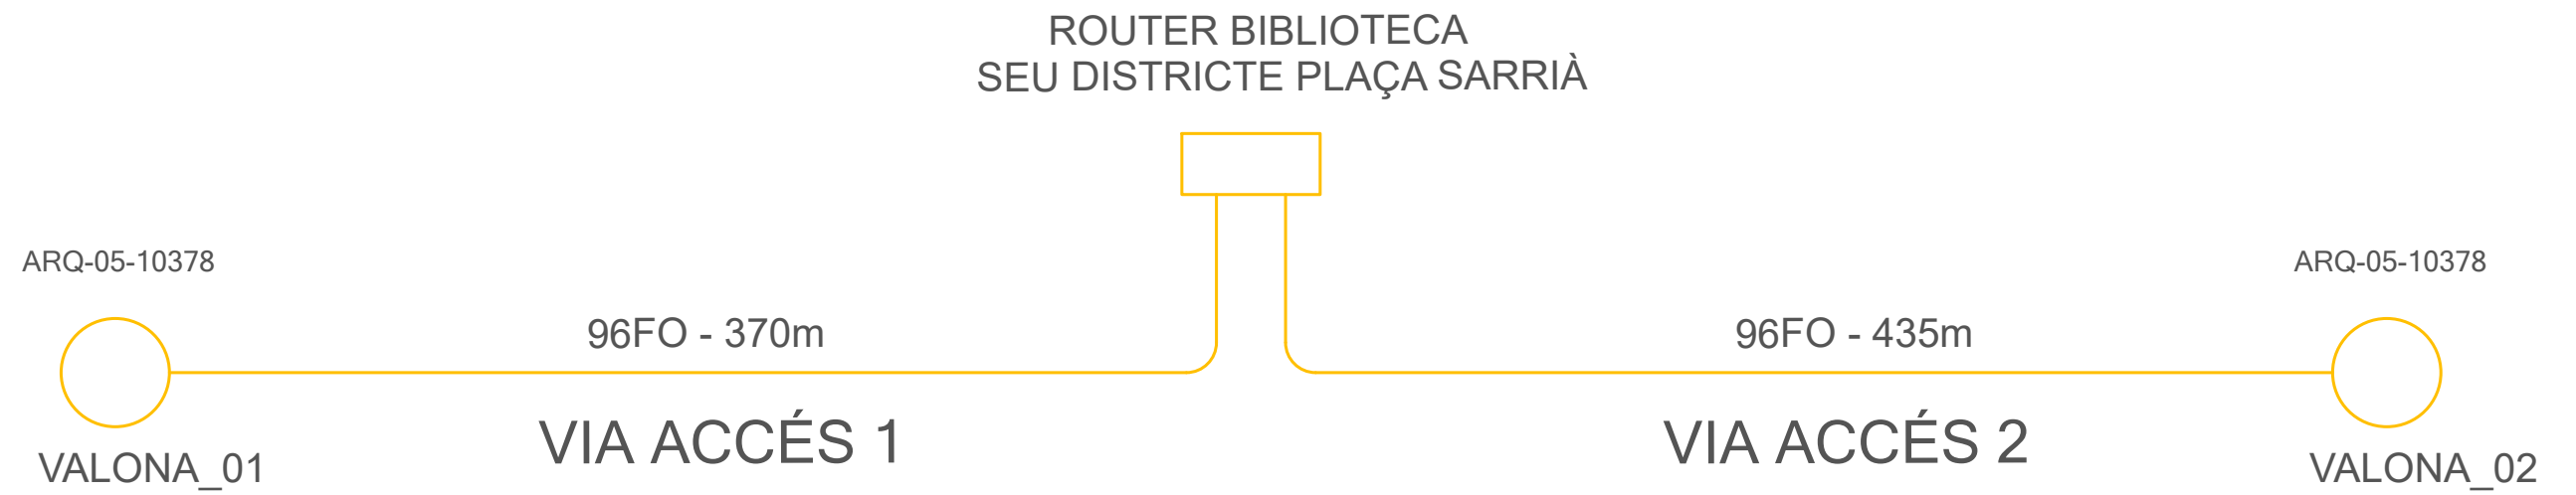 ROUTER BIBLIOTECA
SEU DISTRICTE PLAÇA SARRIÀ
ARQ-05-10378
ARQ-05-10378
96FO - 370m
96FO - 435m
VIA ACCÉS 1
VIA ACCÉS 2
VALONA_01
VALONA_02